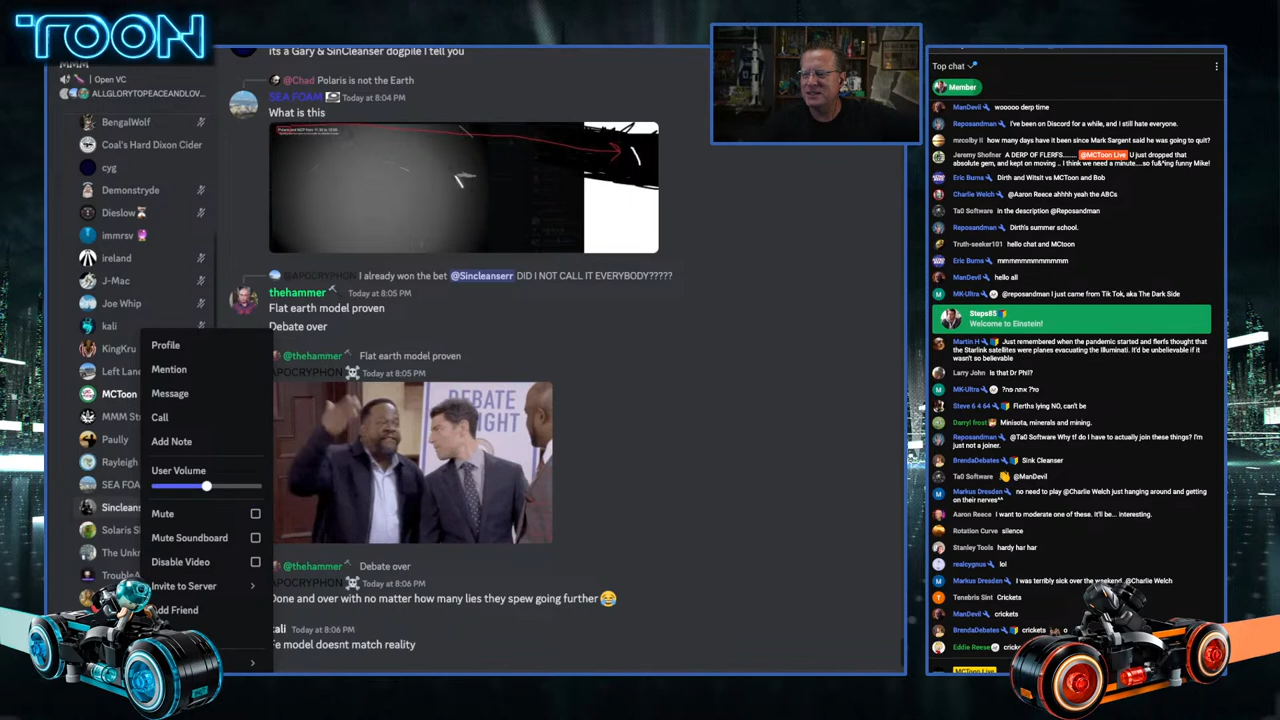 TOON
its a Gary & SinCleanser dogpile I tell you
Open VC
ALLGLORYTOPEACEANDLOV...
BengalWolf
Coal's Hard Dixon Cider
cyg
Demonstryde
Dieslow
immrsv
ireland
J-Mac
Joe Whip
kali
KingKru
Left Lane
MCToon
MMM St
Paully
Rayleigh
SEA FOA
Sinclean
Solaris S
The Unkn
TroubleA
Profile
Mention
Message
Call
Add Note
User Volume
Mute
Mute Soundboard
Disable Video
Invite to Server
Add Friend
@Chad Polaris is not the Earth
SEA FOAM Today at 8:04 PM
What is this
@APOCRYPHON I already won the bet @Sincleanserr DID I NOT CALL IT EVERYBODY?????
thehammer Today at 8:05 PM
Flat earth model proven
Debate over
@thehammer Flat earth model proven
APOCRYPHON Today at 8:05 PM
DEBATE
NIGHT
@thehammer Debate over
APOCRYPHON Today at 8:06 PM
Done and over with no matter how many lies they spew going further 😂
kali Today at 8:06 PM
model doesnt match reality
Top chat
Member
ManDevil wooooo derp time
Reposandman I've been on Discord for a while, and I still hate everyone.
mrcolby II how many days have it been since Mark Sargent said he was going to quit?
Jeremy Shofner A DERP OF FLERFS....... @MCToon Live U just dropped that
absolute gem, and kept on moving .. I think we need a minute....so fu&*ing funny Mike!
Eric Burns Dirth and Witsit vs MCToon and Bob
Charlie Welch @Aaron Reece ahhhh yeah the ABCs
Ta0 Software in the description @Reposandman
Reposandman Dirth's summer school.
Truth-seeker101 hello chat and MCtoon
Eric Burns mmmmmmmmmmmm
ManDevil hello all
MK-Ultra @reposandman I just came from Tik Tok, aka The Dark Side
Steps85
Welcome to Einstein!
Martin H Just remembered when the pandemic started and flerfs thought that
the Starlink satellites were planes evacuating the Illuminati. It'd be unbelievable if it
wasn't so believable
Larry John Is that Dr Phil?
MK-Ultra
Steve 6 4 64 Flerths lying NO, can't be
Darryl frost Minisota, minerals and mining.
Reposandman @Ta0 Software Why tf do I have to actually join these things? I'm
just not a joiner.
BrendaDebates Sink Cleanser
Ta0 Software 👏 @ManDevil
Markus Dresden no need to play @Charlie Welch just hanging around and getting
on their nerves^^
Aaron Reece I want to moderate one of these. It'll be... interesting.
Rotation Curve silence
Stanley Tools hardy har har
realcygnus lol
Markus Dresden I was terribly sick over the weekend. @Charlie Welch
Tenebris Sint Crickets
ManDevil crickets
BrendaDebates crickets
Eddie Reese cricke
MCToon Live